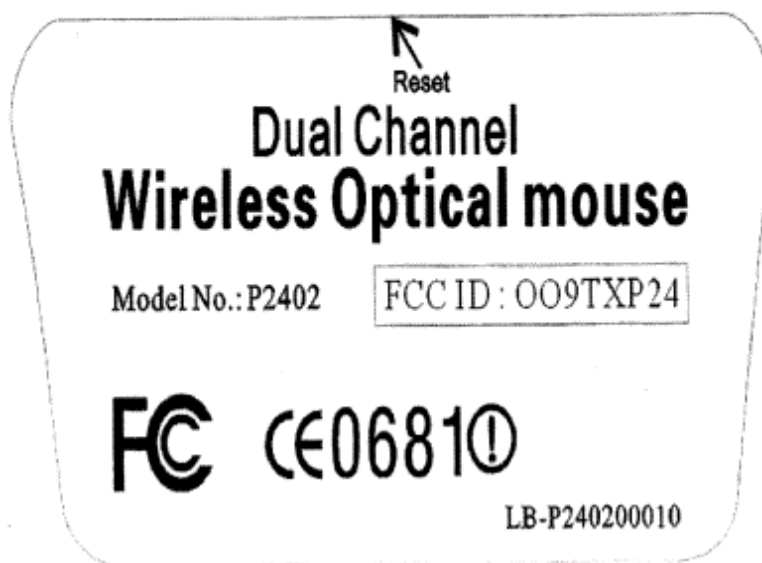 Reset
Dual Channel
Wireless Optical mouse
Model No.: P2402
FCC ID : OO9TXP24
FC CE0681!
LB-P240200010